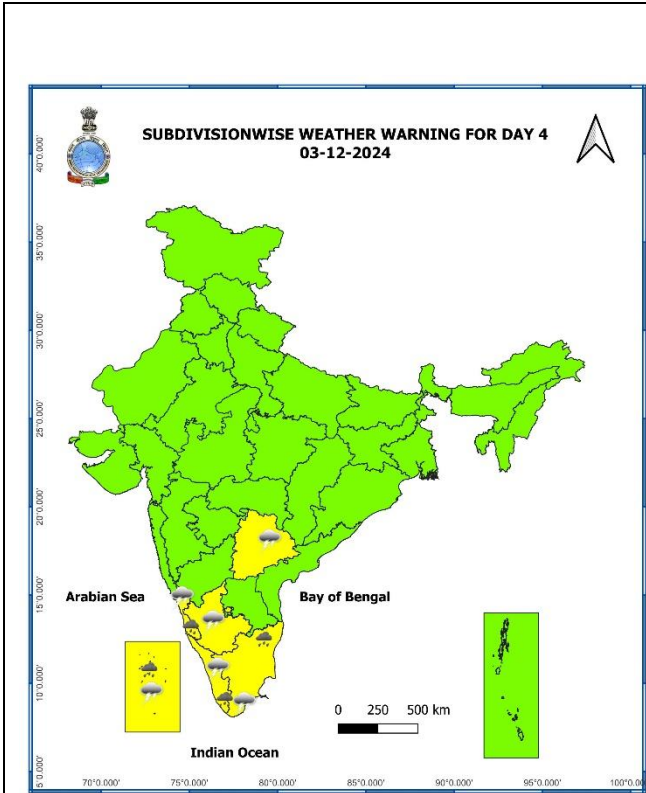 SUBDIVISIONWISE WEATHER WARNING FOR DAY 4
03-12-2024
40°0.000'
35°0.000'
30°0.000'
25°0.000'
20°0.000'
15°0.000'
10°0.000'
5°0.000'
Arabian Sea
Bay of Bengal
0 250 500 km
Indian Ocean
70°0.000' 75°0.000' 80°0.000' 85°0.000' 90°0.000' 95°0.000' 100°0.000'